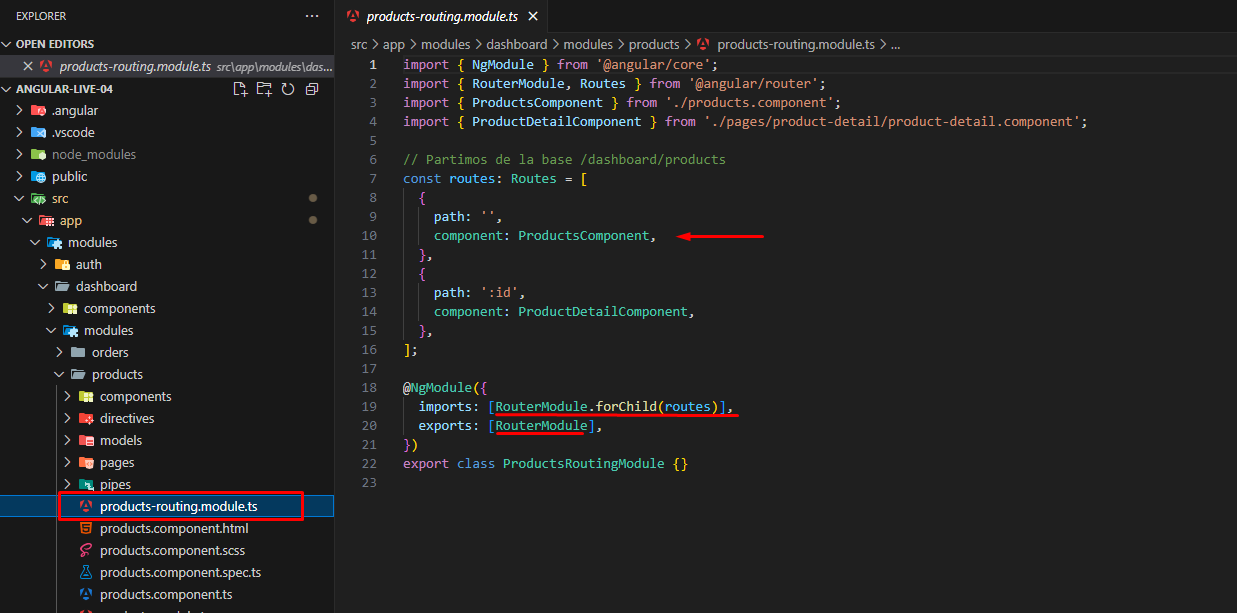 EXPLORER
OPEN EDITORS
products-routing.module.ts src\app\modules\das...
ANGULAR-LIVE-04
.angular
.vscode
node_modules
public
src
app
modules
auth
dashboard
components
modules
orders
products
components
directives
models
pages
pipes
products-routing.module.ts
products.component.html
products.component.scss
products.component.spec.ts
products.component.ts
products-routing.module.ts
src > app > modules > dashboard > modules > products > products-routing.module.ts > ...
1 import { NgModule } from '@angular/core';
2 import { RouterModule, Routes } from '@angular/router';
3 import { ProductsComponent } from './products.component';
4 import { ProductDetailComponent } from './pages/product-detail/product-detail.component';
5
6 // Partimos de la base /dashboard/products
7 const routes: Routes = [
8 {
9 path: '',
10 component: ProductsComponent,
11 },
12 {
13 path: ':id',
14 component: ProductDetailComponent,
15 },
16 ];
17
18 @NgModule({
19 imports: [RouterModule.forChild(routes)],
20 exports: [RouterModule],
21 })
22 export class ProductsRoutingModule {}
23